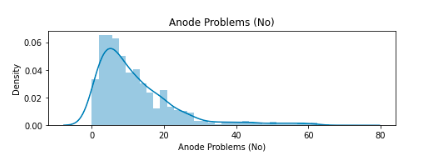 Anode Problems (No)
0.06
0.04
0.02
0.00
Density
0 20 40 60 80
Anode Problems (No)